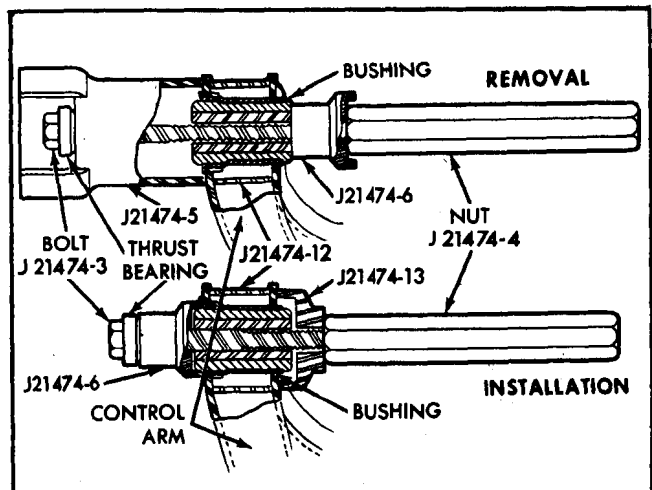 BUSHING
REMOVAL
J21474-6
J21474-5
NUT
J 21474-4
BOLT
J 21474-3
THRUST
BEARING
J21474-12
J21474-13
J21474-6
INSTALLATION
CONTROL
ARM
BUSHING